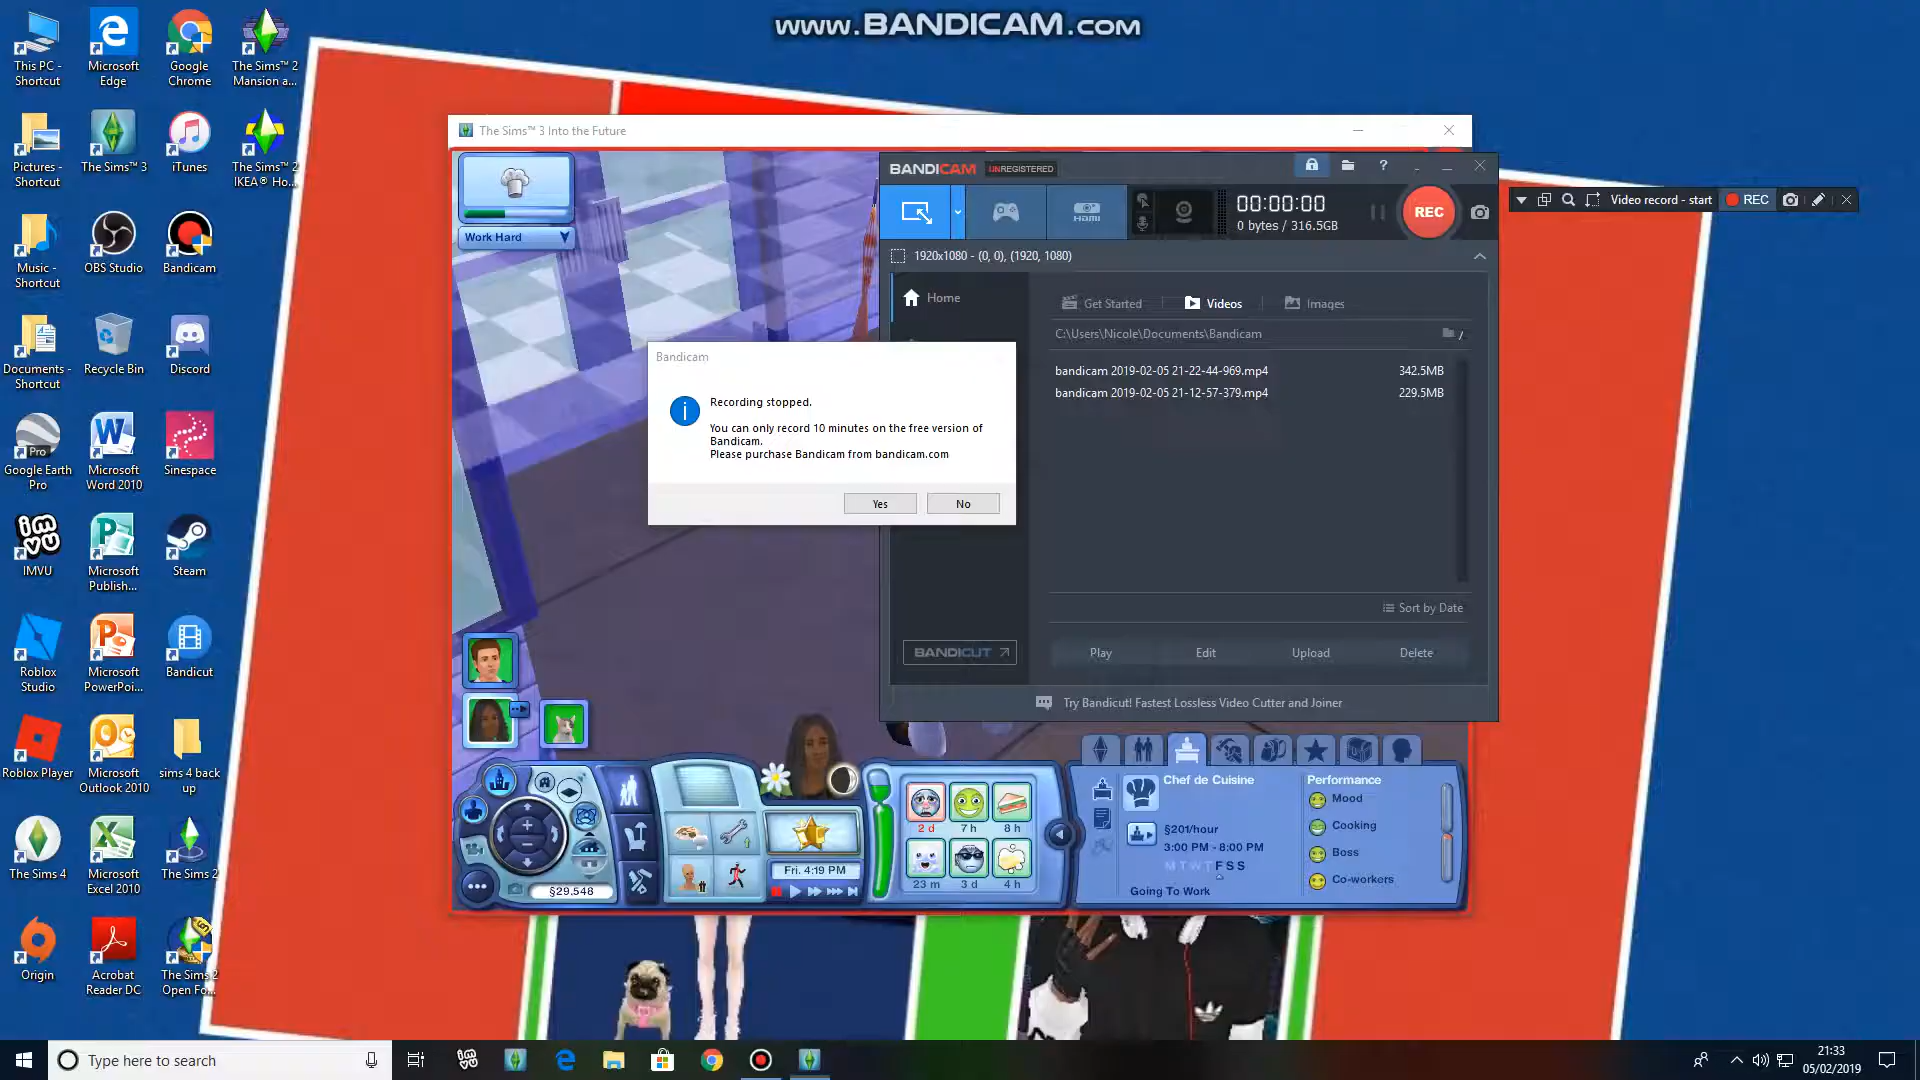 www.BANDICAM.com
This PC -
Shortcut
Microsoft
Edge
Google
Chrome
The Sims™ 2
Mansion a...
Pictures -
Shortcut
The Sims™ 3
iTunes
The Sims™ 2
IKEA® Ho...
Music -
Shortcut
OBS Studio
Bandicam
Documents -
Shortcut
Recycle Bin
Discord
Pro
Google Earth
Pro
Microsoft
Word 2010
Sinespace
IMVU
Microsoft
Publish...
Steam
Roblox
Studio
Microsoft
PowerPoi...
Bandicut
Roblox Player
Microsoft
Outlook 2010
sims 4 back
up
The Sims 4
Microsoft
Excel 2010
The Sims 2
Origin
Acrobat
Reader DC
The Sims 2
Open Fo...
The Sims™ 3 Into the Future
Work Hard
BANDICAM UNREGISTERED
HDMI
00:00:00
0 bytes / 316.5GB
REC
1920x1080 - (0, 0), (1920, 1080)
Home
Get Started
Videos
Images
C:\Users\Nicole\Documents\Bandicam
bandicam 2019-02-05 21-22-44-969.mp4 342.5MB
bandicam 2019-02-05 21-12-57-379.mp4 229.5MB
Sort by Date
BANDICUT
Play
Edit
Upload
Delete
Try Bandicut! Fastest Lossless Video Cutter and Joiner
Video record - start
REC
Bandicam
Recording stopped.
You can only record 10 minutes on the free version of
Bandicam.
Please purchase Bandicam from bandicam.com
Yes
No
§29.548
Fri. 4:19 PM
2 d
7 h
8 h
23 m
3 d
4 h
Chef de Cuisine
§201/hour
3:00 PM - 8:00 PM
M T W T F S S
Going To Work
Performance
Mood
Cooking
Boss
Co-workers
Type here to search
21:33
05/02/2019